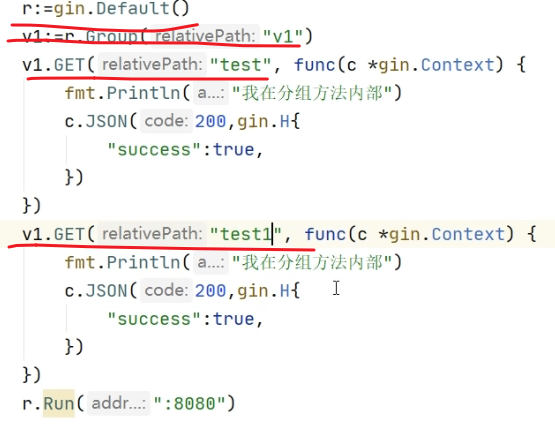 r:=gin.Default()
v1:=r.Group( relativePath: "v1")
v1.GET( relativePath: "test", func(c *gin.Context) {
fmt.Println( a...: "我在分组方法内部")
c.JSON( code: 200,gin.H{
"success":true,
})
})
v1.GET( relativePath: "test1", func(c *gin.Context) {
fmt.Println( a...: "我在分组方法内部")
c.JSON( code: 200,gin.H{
"success":true,
})
})
r.Run( addr...: ":8080")